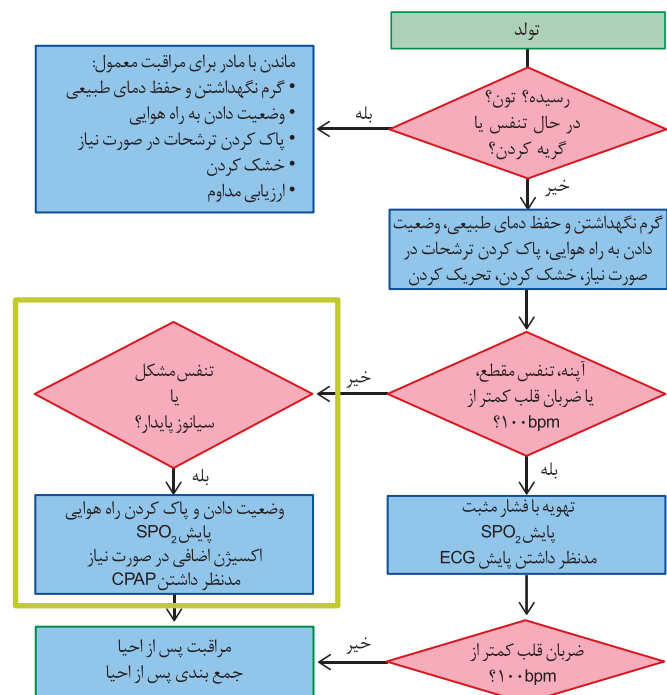 تولد
رسیده؟ تون؟
در حال تنفس یا
گریه کردن؟
بله
ماندن با مادر برای مراقبت معمول:
• گرم نگهداشتن و حفظ دمای طبیعی
• وضعیت دادن به راه هوایی
• پاک کردن ترشحات در صورت نیاز
• خشک کردن
• ارزیابی مداوم
خیر
گرم نگهداشتن و حفظ دمای طبیعی، وضعیت
دادن به راه هوایی، پاک کردن ترشحات در
صورت نیاز، خشک کردن، تحریک کردن
آپنه، تنفس مقطع،
یا ضربان قلب کمتر از
۱۰۰bpm؟
خیر
تنفس مشکل
یا
سیانوز پایدار؟
بله
وضعیت دادن و پاک کردن راه هوایی
پایش SPO₂
اکسیژن اضافی در صورت نیاز
مدنظر داشتن CPAP
بله
تهویه با فشار مثبت
پایش SPO₂
مدنظر داشتن پایش ECG
ضربان قلب کمتر از
۱۰۰bpm؟
خیر
مراقبت پس از احیا
جمع بندی پس از احیا